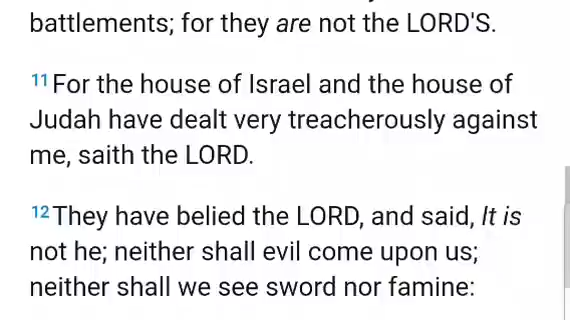 battlements; for they are not the LORD'S.
11 For the house of Israel and the house of
Judah have dealt very treacherously against
me, saith the LORD.
12 They have belied the LORD, and said, It is
not he; neither shall evil come upon us;
neither shall we see sword nor famine: